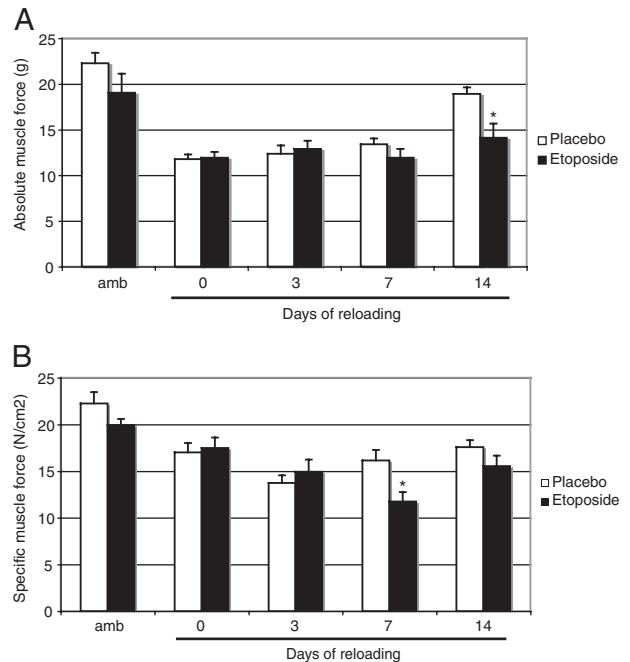 A
Absolute muscle force (g)
25
20
15
10
5
0
*
Placebo
Etoposide
amb 0 3 7 14
Days of reloading
B
Specific muscle force (N/cm2)
25
20
15
10
5
0
*
Placebo
Etoposide
amb 0 3 7 14
Days of reloading